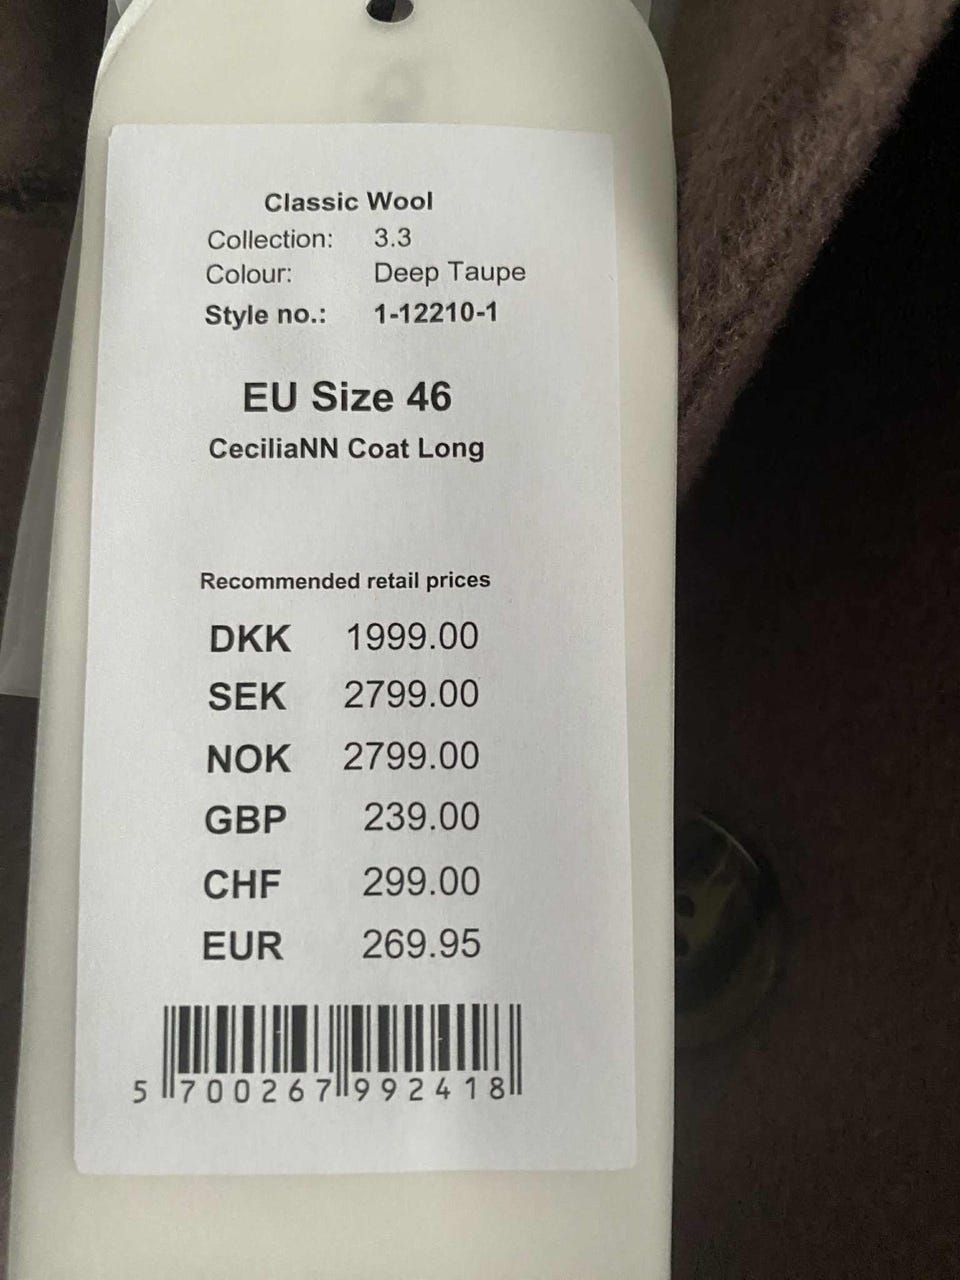 Classic Wool
Collection: 3.3
Colour: Deep Taupe
Style no.: 1-12210-1
EU Size 46
CeciliaNN Coat Long
Recommended retail prices
DKK 1999.00
SEK 2799.00
NOK 2799.00
GBP 239.00
CHF 299.00
EUR 269.95
5 700267 992418